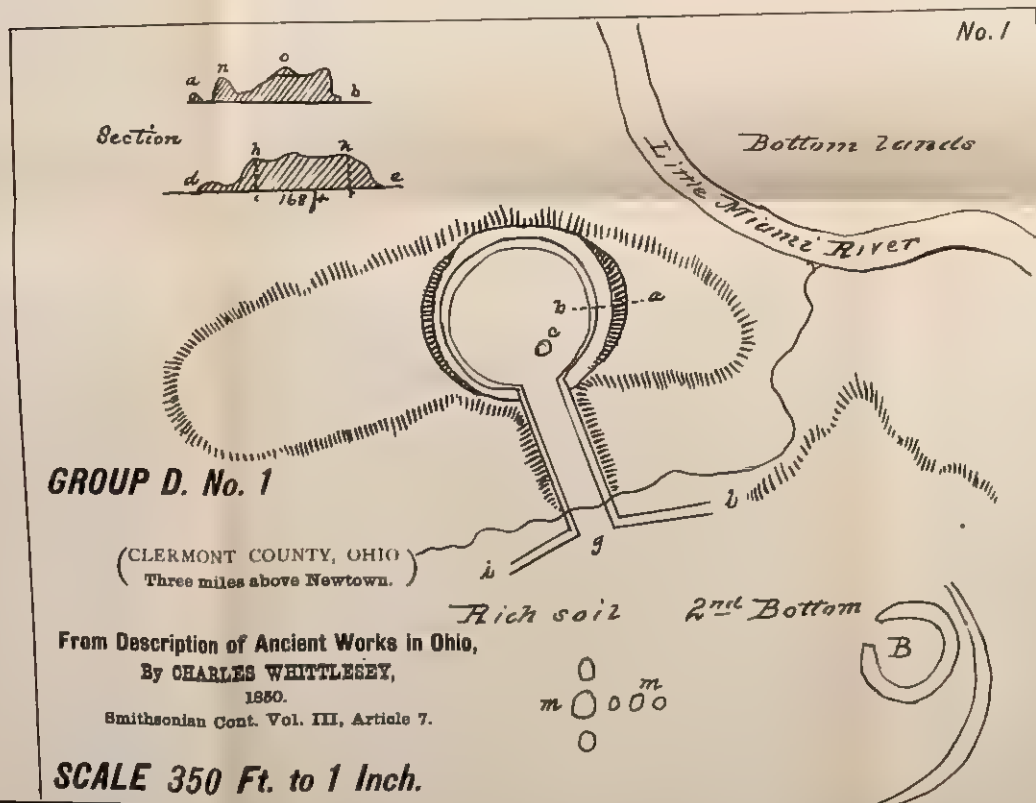 No. 1
n
o
a
b
Section
h
k
d
e
168 ft
Bottom Lands
Little Miami River
b
a
c
GROUP D. No. 1
l
g
i
(CLERMONT COUNTY, OHIO
Three miles above Newtown.)
Rich soil
2nd Bottom
B
From Description of Ancient Works in Ohio,
By CHARLES WHITTLESEY,
1850.
Smithsonian Cont. Vol. III, Article 7.
m
m
SCALE 350 Ft. to 1 Inch.